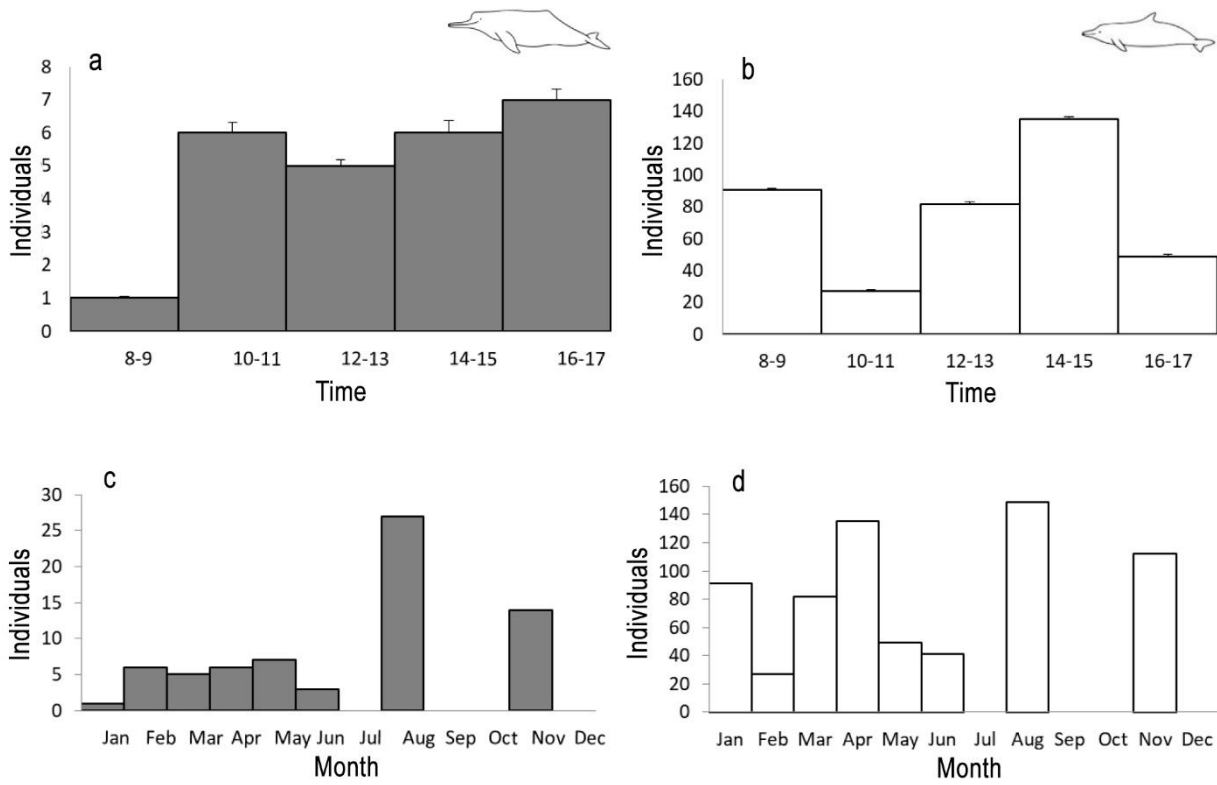 a
8
7
6
5
4
3
2
1
0
Individuals
8-9 10-11 12-13 14-15 16-17
Time
b
160
140
120
100
80
60
40
20
0
Individuals
8-9 10-11 12-13 14-15 16-17
Time
c
30
25
20
15
10
5
0
Individuals
Jan Feb Mar Apr May Jun Jul Aug Sep Oct Nov Dec
Month
d
160
140
120
100
80
60
40
20
0
Individuals
Jan Feb Mar Apr May Jun Jul Aug Sep Oct Nov Dec
Month